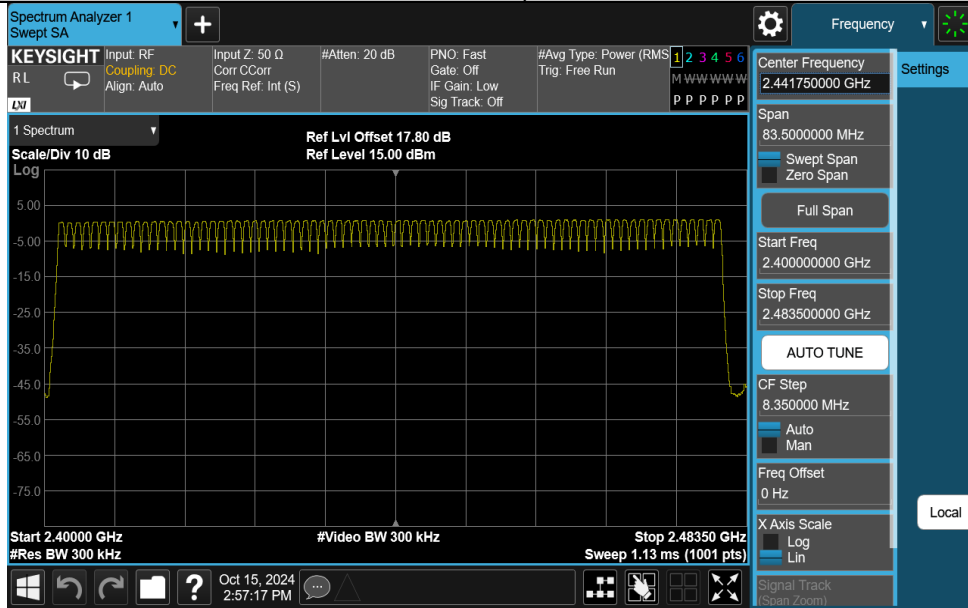 Spectrum Analyzer 1
Swept SA
+
Frequency
KEYSIGHT
Input: RF
Input Z: 50 Ω
#Atten: 20 dB
PNO: Fast
#Avg Type: Power (RMS
1 2 3 4 5 6
R L
Coupling: DC
Corr CCorr
Gate: Off
Trig: Free Run
M W W W W W
Align: Auto
Freq Ref: Int (S)
IF Gain: Low
Sig Track: Off
P P P P P P
LXI
1 Spectrum
Ref Lvl Offset 17.80 dB
Scale/Div 10 dB
Ref Level 15.00 dBm
Log
5.00
-5.00
-15.0
-25.0
-35.0
-45.0
-55.0
-65.0
-75.0
Start 2.40000 GHz
#Video BW 300 kHz
Stop 2.48350 GHz
#Res BW 300 kHz
Sweep 1.13 ms (1001 pts)
Center Frequency
2.441750000 GHz
Settings
Span
83.5000000 MHz
Swept Span
Zero Span
Full Span
Start Freq
2.400000000 GHz
Stop Freq
2.483500000 GHz
AUTO TUNE
CF Step
8.350000 MHz
Auto
Man
Freq Offset
0 Hz
Local
X Axis Scale
Log
Lin
Signal Track
(Span Zoom)
?
Oct 15, 2024
2:57:17 PM